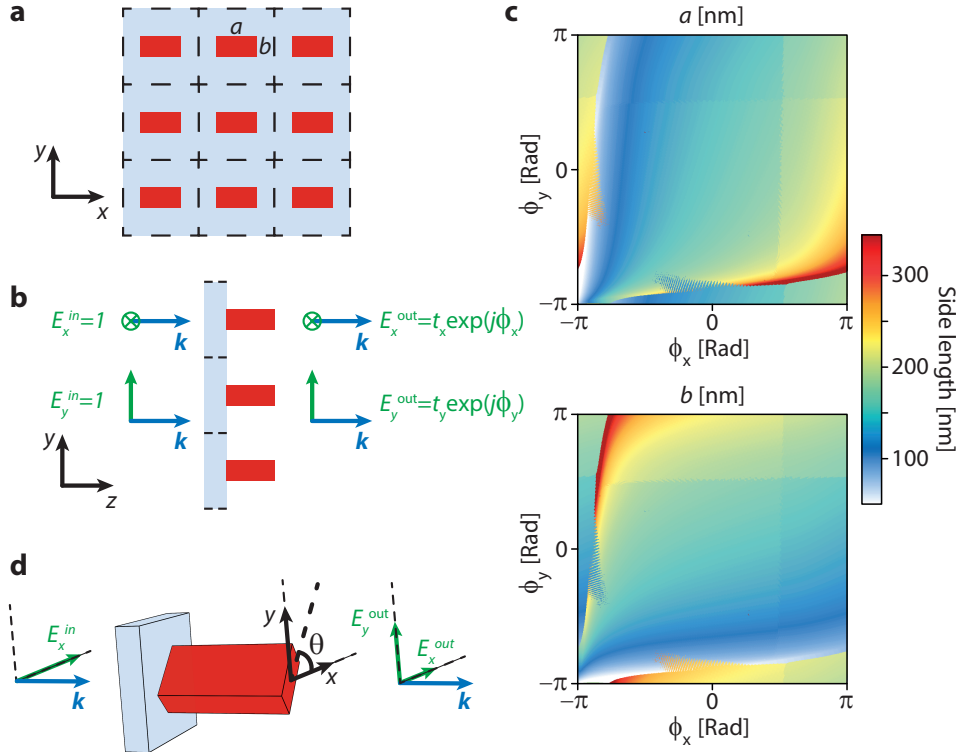 a
a
b
y
x
b
E_x^in=1
k
E_x^out=t_x exp(jϕ_x)
k
E_y^in=1
k
E_y^out=t_y exp(jϕ_y)
k
y
z
d
E_x^in
k
y
θ
x
E_y^out
E_x^out
k
c
a [nm]
π
ϕ_y [Rad]
0
−π
−π
0
π
ϕ_x [Rad]
b [nm]
π
ϕ_y [Rad]
0
−π
−π
0
π
ϕ_x [Rad]
300
200
100
Side length [nm]